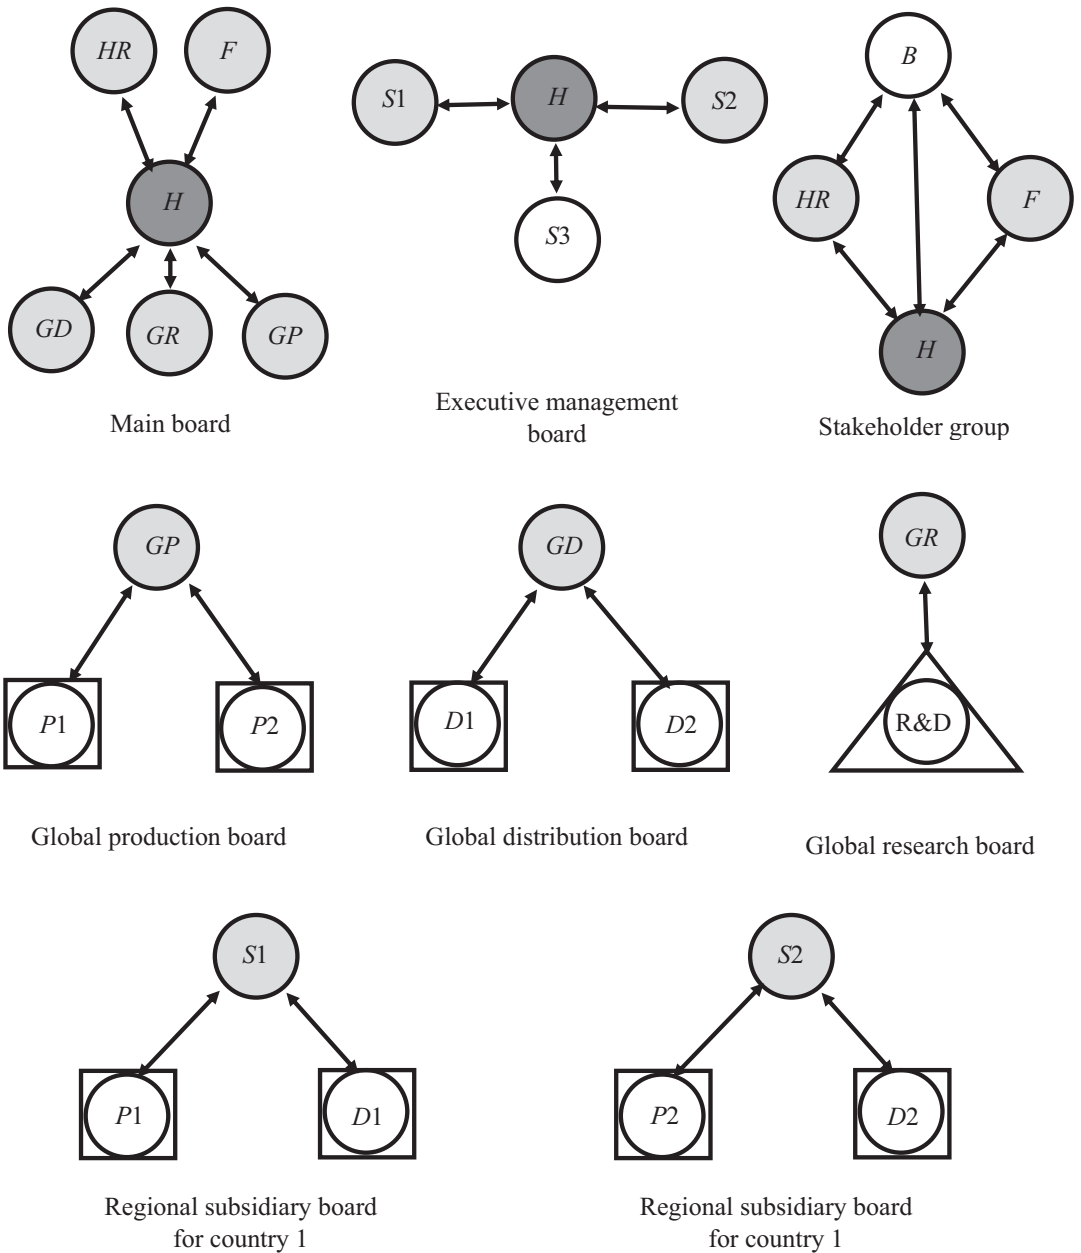 HR
F
H
GD
GR
GP
Main board
S1
H
S2
S3
Executive management
board
B
HR
F
H
Stakeholder group
GP
P1
P2
Global production board
GD
D1
D2
Global distribution board
GR
R&D
Global research board
S1
P1
D1
Regional subsidiary board
for country 1
S2
P2
D2
Regional subsidiary board
for country 1